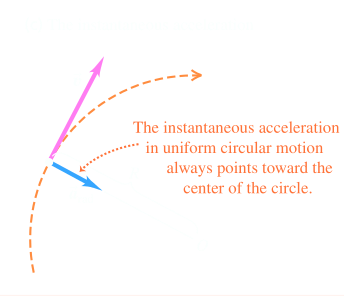 The instantaneous acceleration
in uniform circular motion
always points toward the
center of the circle.